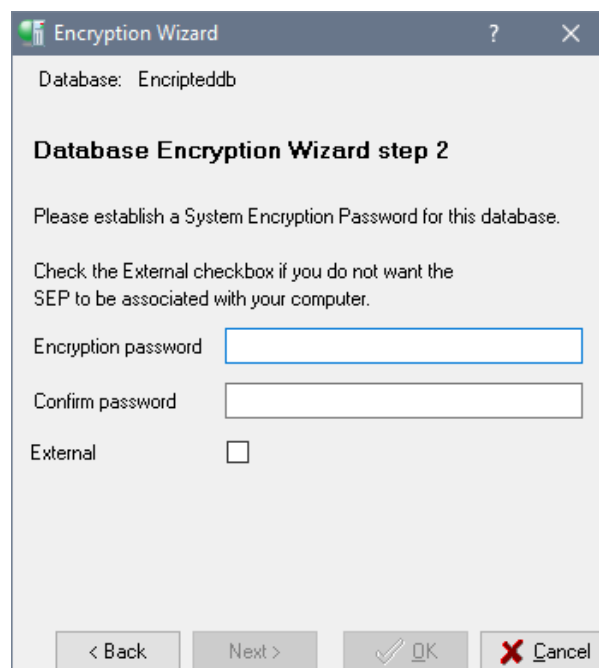 Encryption Wizard ? ×
Database: Encripteddb
Database Encryption Wizard step 2
Please establish a System Encryption Password for this database.
Check the External checkbox if you do not want the
SEP to be associated with your computer.
Encryption password
Confirm password
External
< Back Next > OK Cancel